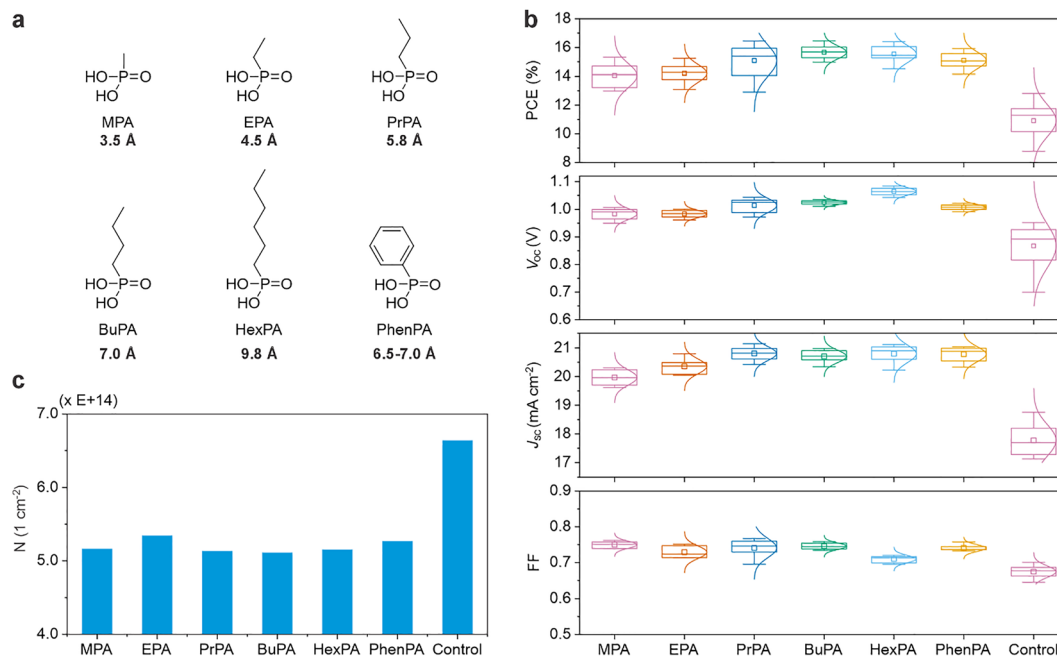 a
HO
P
O
HO
MPA
3.5 Å
HO
P
O
HO
EPA
4.5 Å
HO
P
O
HO
PrPA
5.8 Å
HO
P
O
HO
BuPA
7.0 Å
HO
P
O
HO
HexPA
9.8 Å
HO
P
O
HO
PhenPA
6.5-7.0 Å
b
PCE (%)
18
16
14
12
10
8
Voc (V)
1.1
1.0
0.9
0.8
0.7
0.6
Jsc (mA cm-2)
21
20
19
18
17
FF
0.9
0.8
0.7
0.6
0.5
MPA EPA PrPA BuPA HexPA PhenPA Control
c
(x E+14)
N (1 cm-2)
7.0
6.0
5.0
4.0
MPA EPA PrPA BuPA HexPA PhenPA Control